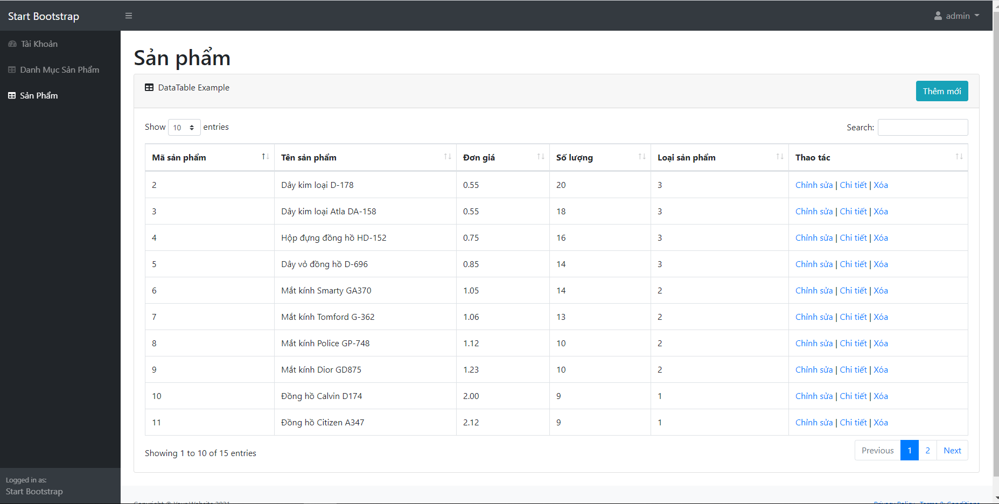 Start Bootstrap
admin
Tài Khoản
Danh Mục Sản Phẩm
Sản Phẩm
Sản phẩm
DataTable Example
Thêm mới
Show 10 entries
Search:
Mã sản phẩm Tên sản phẩm Đơn giá Số lượng Loại sản phẩm Thao tác
2 Dây kim loại D-178 0.55 20 3 Chỉnh sửa | Chi tiết | Xóa
3 Dây kim loại Atla DA-158 0.55 18 3 Chỉnh sửa | Chi tiết | Xóa
4 Hộp đựng đồng hồ HD-152 0.75 16 3 Chỉnh sửa | Chi tiết | Xóa
5 Dây vỏ đồng hồ D-696 0.85 14 3 Chỉnh sửa | Chi tiết | Xóa
6 Mắt kính Smarty GA370 1.05 14 2 Chỉnh sửa | Chi tiết | Xóa
7 Mắt kính Tomford G-362 1.06 13 2 Chỉnh sửa | Chi tiết | Xóa
8 Mắt kính Police GP-748 1.12 10 2 Chỉnh sửa | Chi tiết | Xóa
9 Mắt kính Dior GD875 1.23 10 2 Chỉnh sửa | Chi tiết | Xóa
10 Đồng hồ Calvin D174 2.00 9 1 Chỉnh sửa | Chi tiết | Xóa
11 Đồng hồ Citizen A347 2.12 9 1 Chỉnh sửa | Chi tiết | Xóa
Showing 1 to 10 of 15 entries
Previous 1 2 Next
Logged in as:
Start Bootstrap
Copyright © Your Website 2021
Privacy Policy · Terms & Conditions